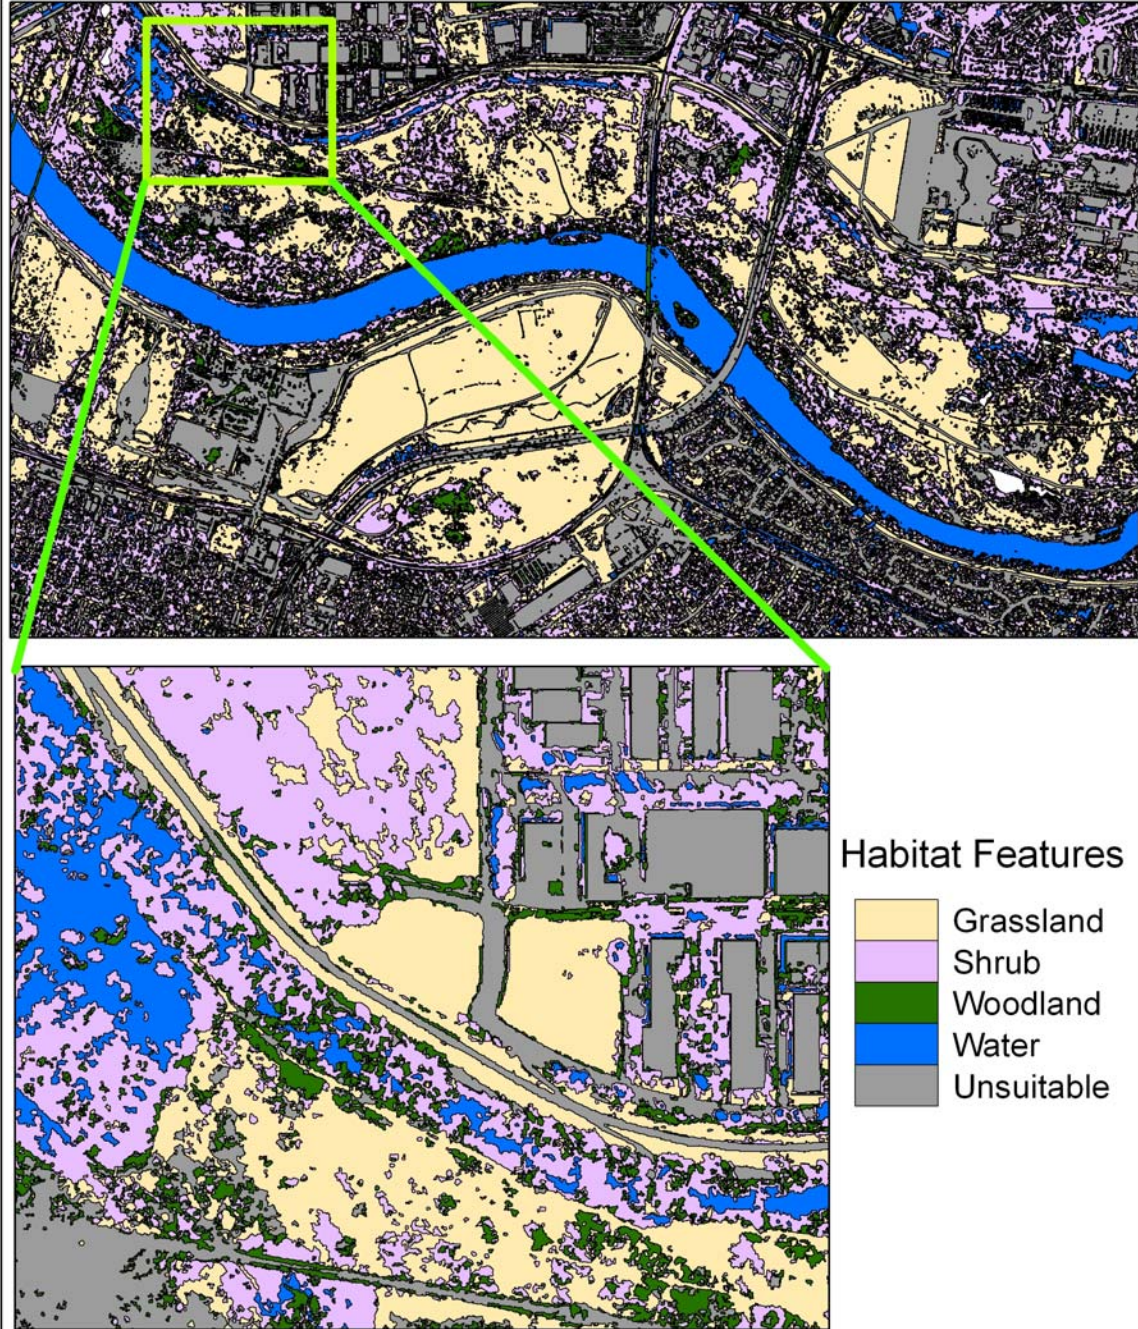 Habitat Features
Grassland
Shrub
Woodland
Water
Unsuitable